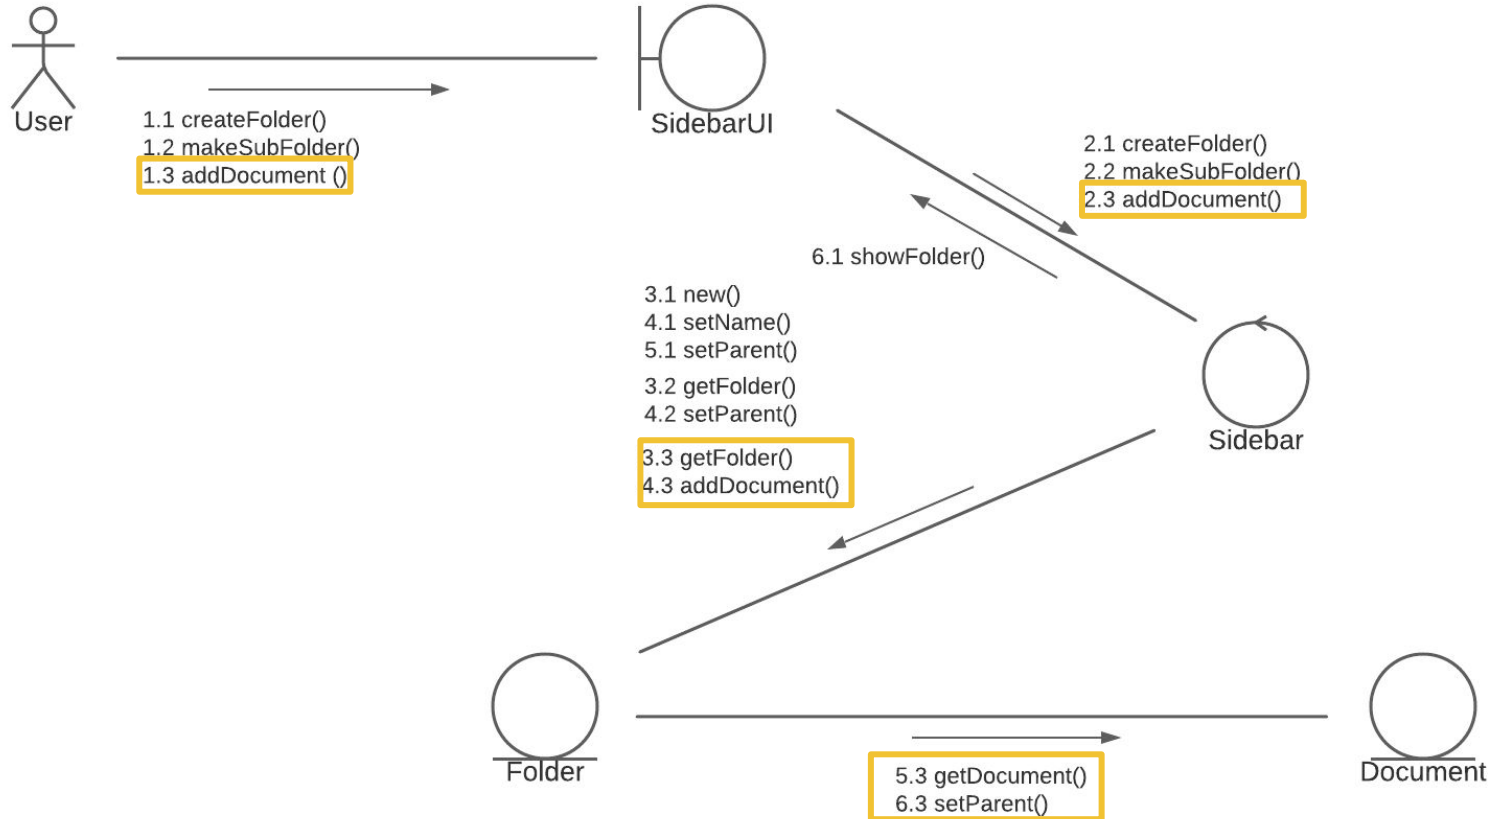 User
1.1 createFolder()
1.2 makeSubFolder()
1.3 addDocument ()
SidebarUI
2.1 createFolder()
2.2 makeSubFolder()
2.3 addDocument()
6.1 showFolder()
3.1 new()
4.1 setName()
5.1 setParent()
3.2 getFolder()
4.2 setParent()
3.3 getFolder()
4.3 addDocument()
Sidebar
Folder
5.3 getDocument()
6.3 setParent()
Document